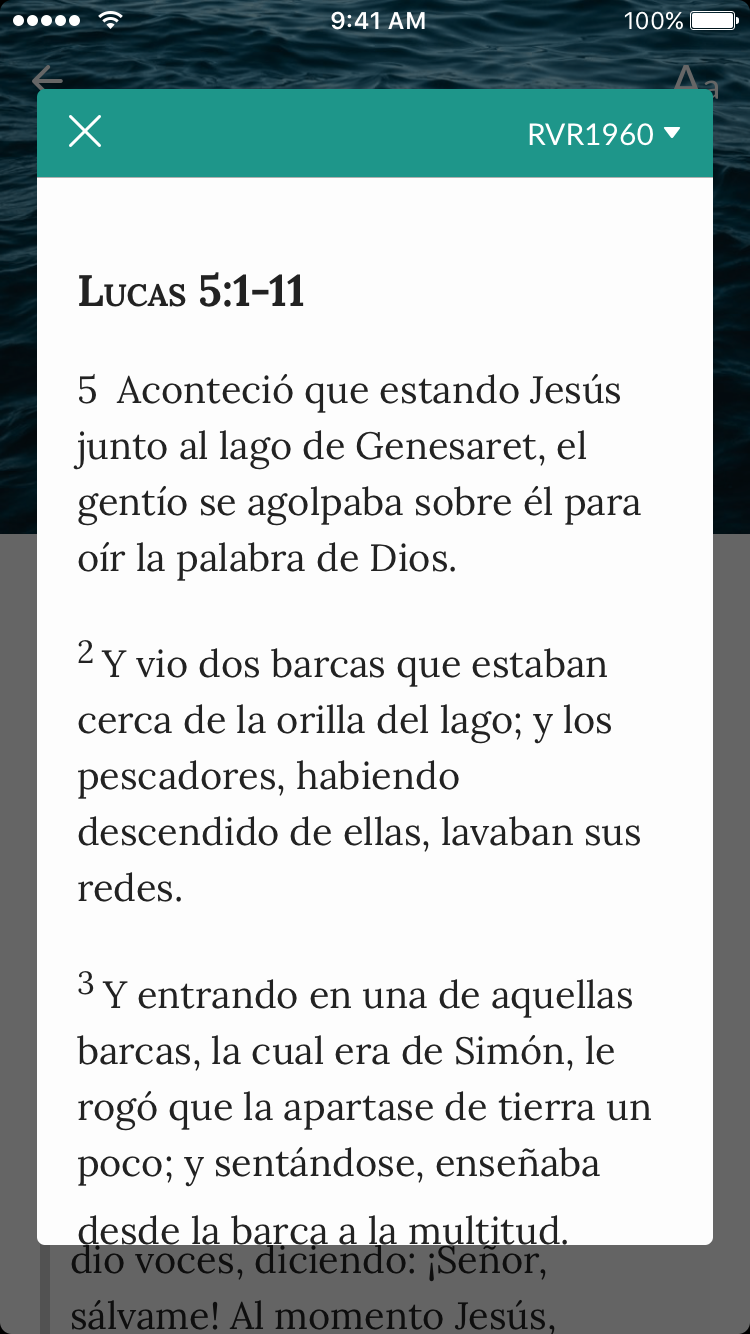 9:41 AM
100%
Aa
RVR1960
Lucas 5:1-11
5 Aconteció que estando Jesús
junto al lago de Genesaret, el
gentío se agolpaba sobre él para
oír la palabra de Dios.
2 Y vio dos barcas que estaban
cerca de la orilla del lago; y los
pescadores, habiendo
descendido de ellas, lavaban sus
redes.
3 Y entrando en una de aquellas
barcas, la cual era de Simón, le
rogó que la apartase de tierra un
poco; y sentándose, enseñaba
desde la barca a la multitud.
dio voces, diciendo: ¡Señor,
sálvame! Al momento Jesús,